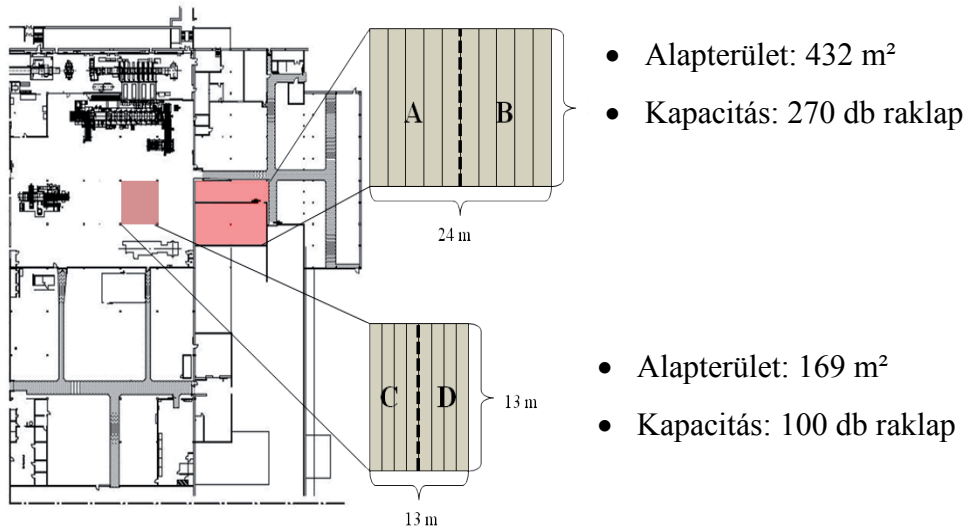 • Alapterület: 432 m²
• Kapacitás: 270 db raklap
A B
24 m
• Alapterület: 169 m²
• Kapacitás: 100 db raklap
C D
13 m
13 m